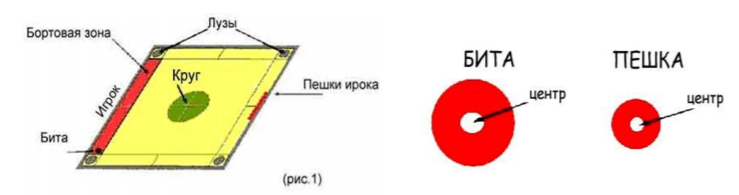 Лузы
Бортовая зона
Круг
Игрок
Пешки ирока
Бита
(рис.1)
БИТА
центр
ПЕШКА
центр